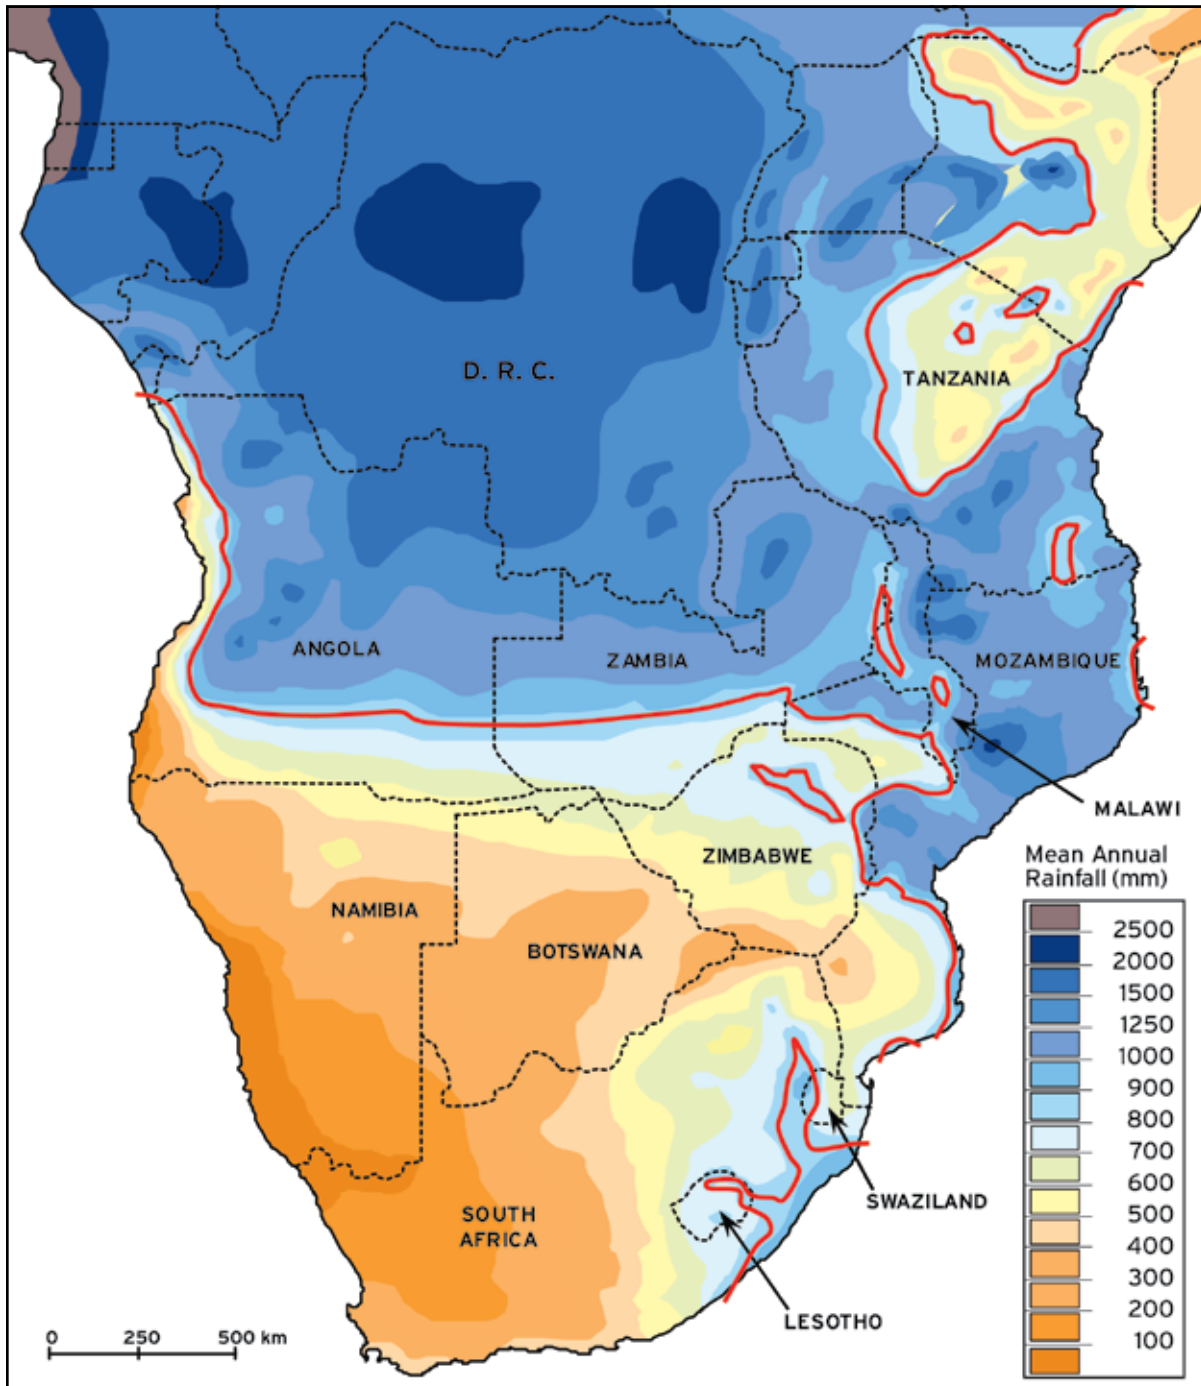 D. R. C.
TANZANIA
ANGOLA
ZAMBIA
MOZAMBIQUE
MALAWI
ZIMBABWE
NAMIBIA
BOTSWANA
SWAZILAND
SOUTH
AFRICA
LESOTHO
Mean Annual
Rainfall (mm)
2500
2000
1500
1250
1000
900
800
700
600
500
400
300
200
100
0 250 500 km